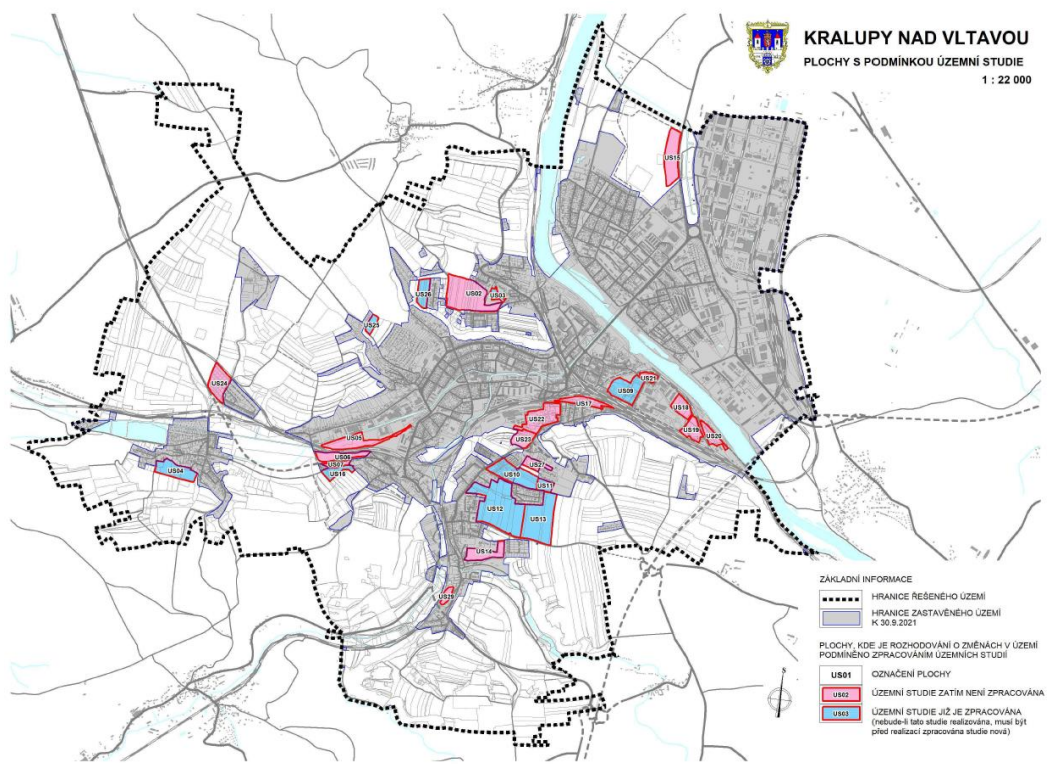 KRALUPY NAD VLTAVOU
PLOCHY S PODMÍNKOU ÚZEMNÍ STUDIE
1 : 22 000
US15
US26
US02
US03
US25
US24
US09
US21
US17
US18
US22
US19
US20
US23
US05
US06
US07
US16
US04
US27
US10
US11
US12
US13
US14
US29
S
ZÁKLADNÍ INFORMACE
HRANICE ŘEŠENÉHO ÚZEMÍ
HRANICE ZASTAVĚNÉHO ÚZEMÍ
K 30.9.2021
PLOCHY, KDE JE ROZHODOVÁNÍ O ZMĚNÁCH V ÚZEMÍ
PODMÍNĚNO ZPRACOVÁNÍM ÚZEMNÍCH STUDIÍ
US01 OZNAČENÍ PLOCHY
US02 ÚZEMNÍ STUDIE ZATÍM NENÍ ZPRACOVÁNA
US03 ÚZEMNÍ STUDIE JIŽ JE ZPRACOVÁNA
(nebude-li tato studie realizována, musí být
před realizací zpracována studie nová)